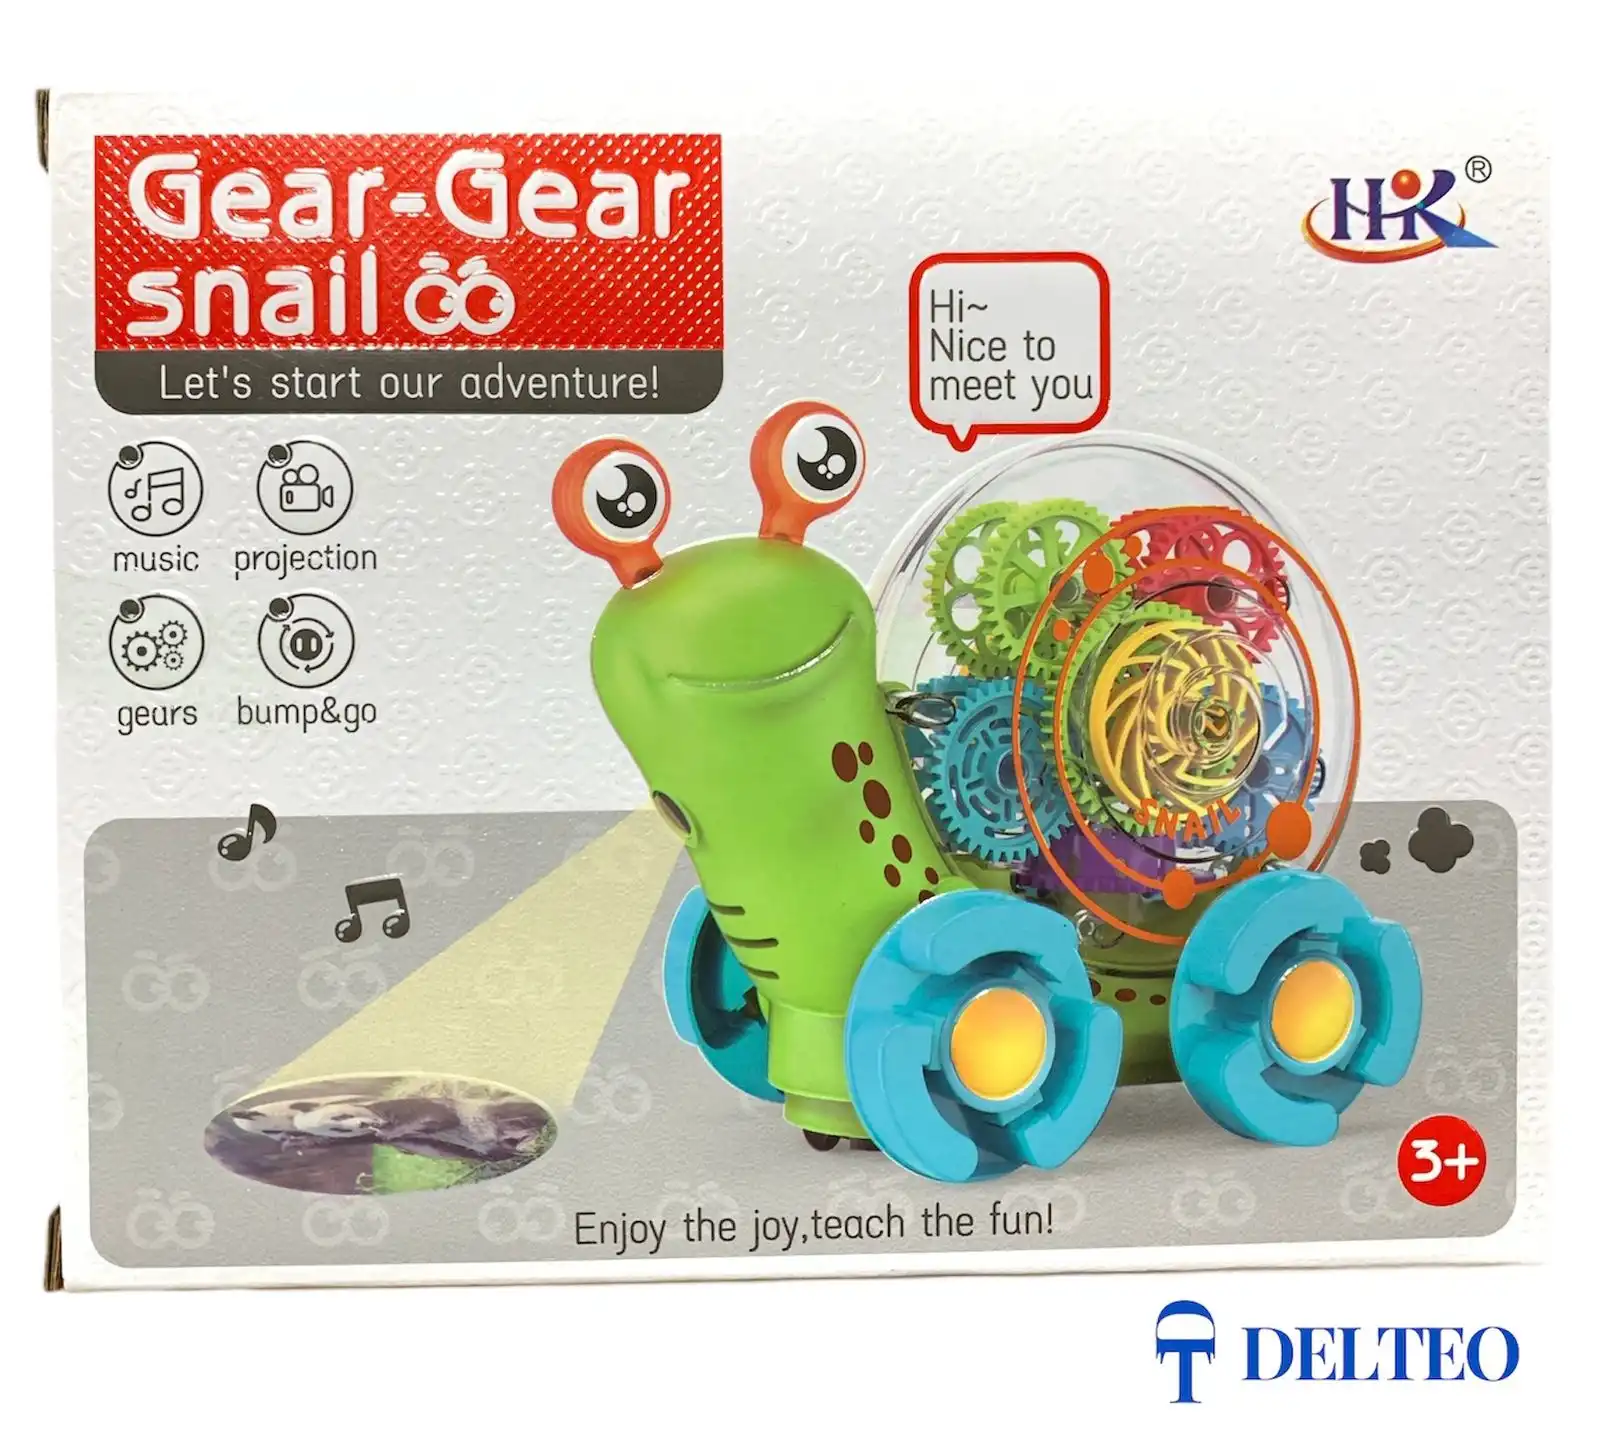 Gear-Gear
snail
Let's start our adventure!
HK®
Hi~
Nice to
meet you
music
projection
gears
bump&go
SNAIL
3+
Enjoy the joy,teach the fun!
DELTEO